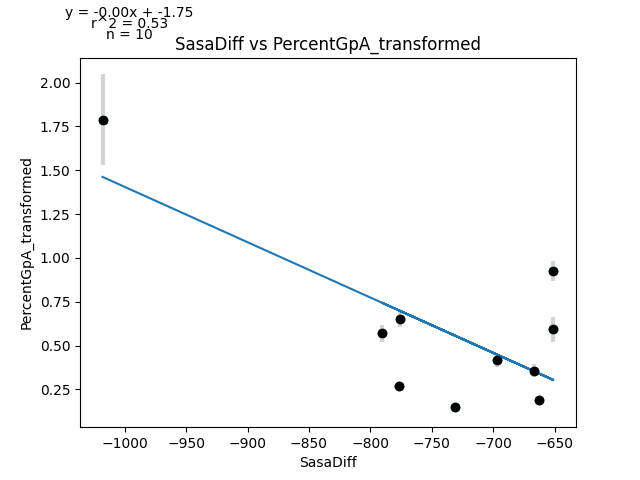 y = -0.00x + -1.75
r^2 = 0.53
n = 10
SasaDiff vs PercentGpA_transformed
PercentGpA_transformed
2.00
1.75
1.50
1.25
1.00
0.75
0.50
0.25
−1000
−950
−900
−850
−800
−750
−700
−650
SasaDiff